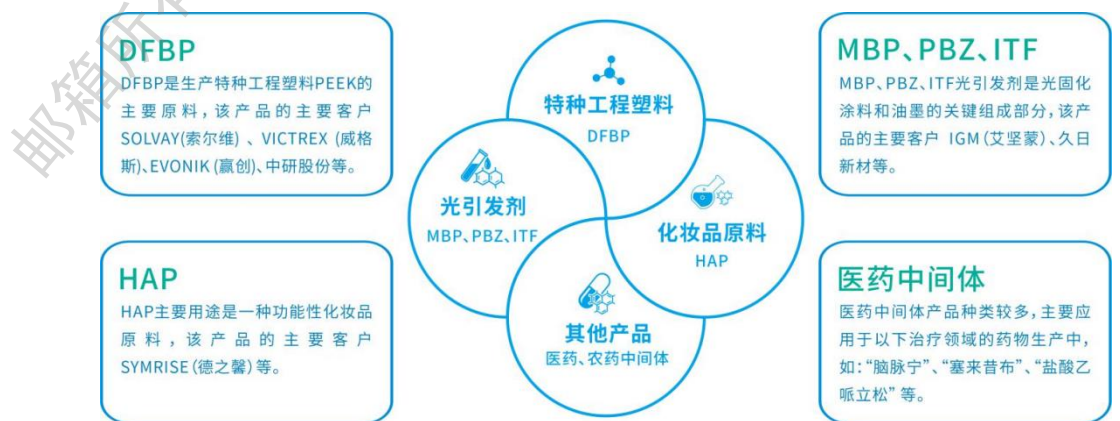 DFBP
DFBP是生产特种工程塑料PEEK的
主要原料,该产品的主要客户
SOLVAY(索尔维) 、VICTREX (威格
斯)、EVONIK (赢创)、中研股份等。
MBP、PBZ、ITF
MBP、PBZ、ITF光引发剂是光固化
涂料和油墨的关键组成部分,该产
品的主要客户 IGM(艾坚蒙)、久日
新材等。
特种工程塑料
DFBP
光引发剂
MBP、PBZ、ITF
化妆品原料
HAP
其他产品
医药、农药中间体
HAP
HAP主要用途是一种功能性化妆品
原料,该产品的主要客户
SYMRISE(德之馨)等。
医药中间体
医药中间体产品种类较多,主要应
用于以下治疗领域的药物生产中,
如:“脑脉宁”、“塞来昔布”、“盐酸乙
哌立松” 等。
邮箱所有